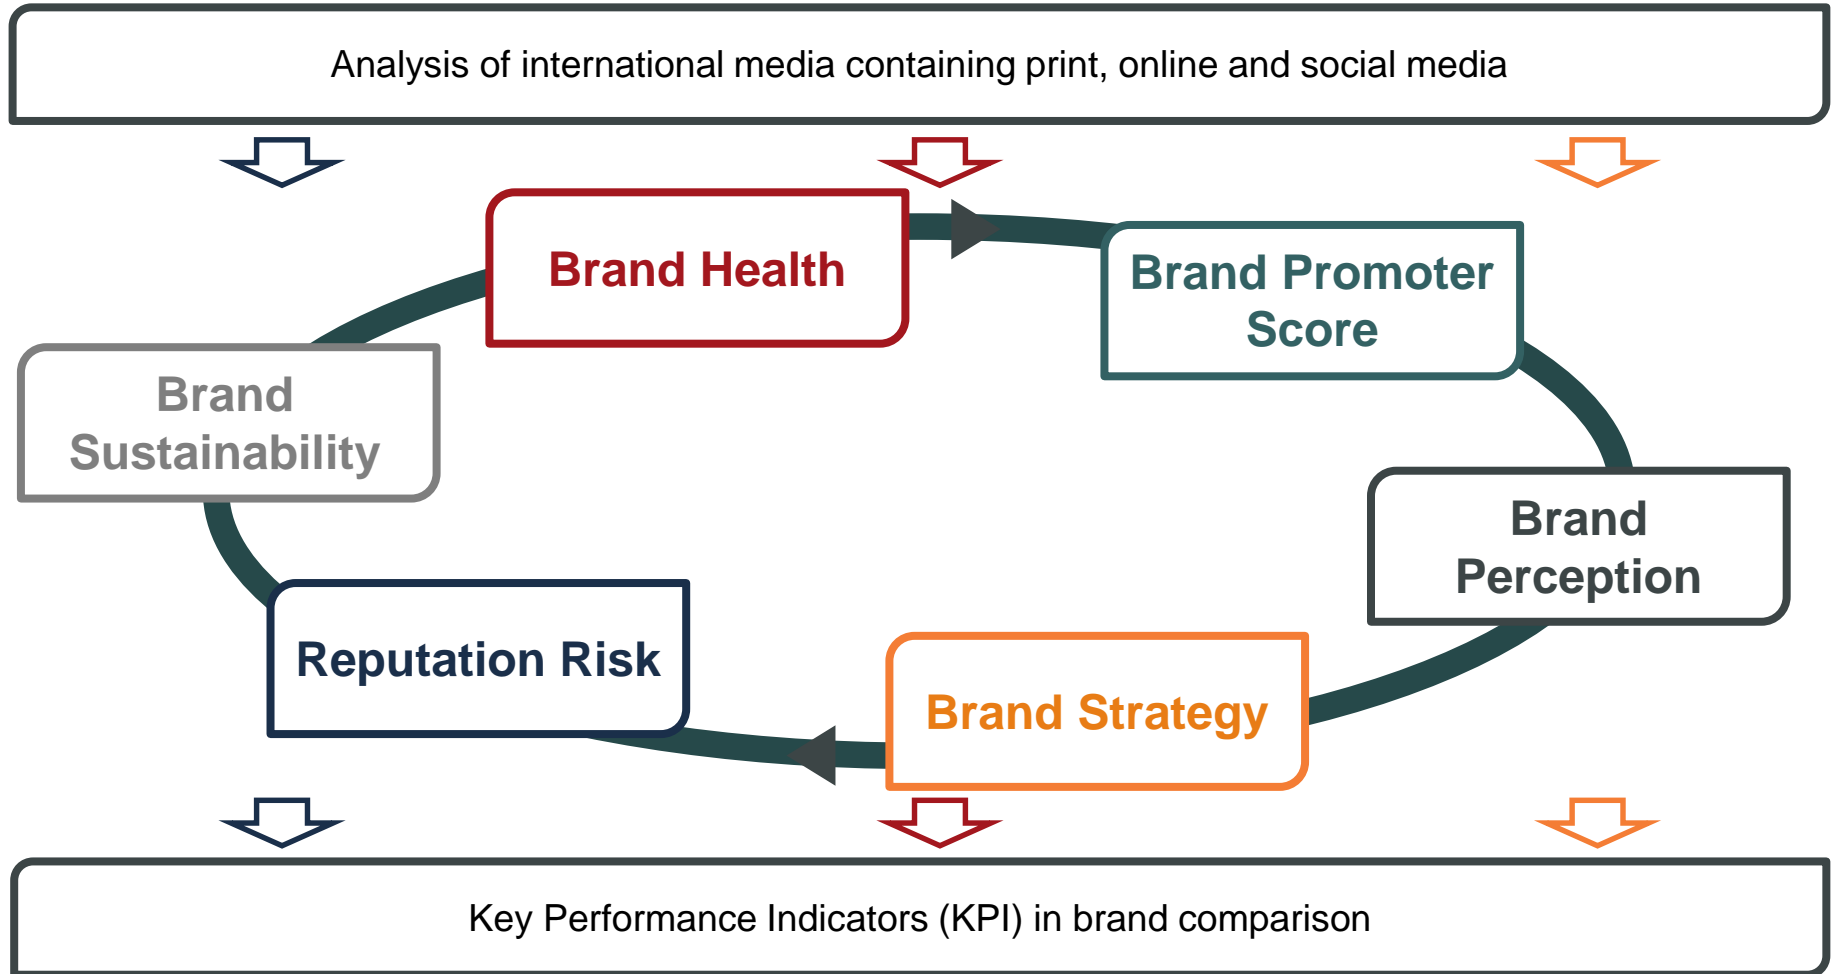 Analysis of international media containing print, online and social media
Brand Health
Brand Promoter
Score
Brand
Sustainability
Brand
Perception
Reputation Risk
Brand Strategy
Key Performance Indicators (KPI) in brand comparison